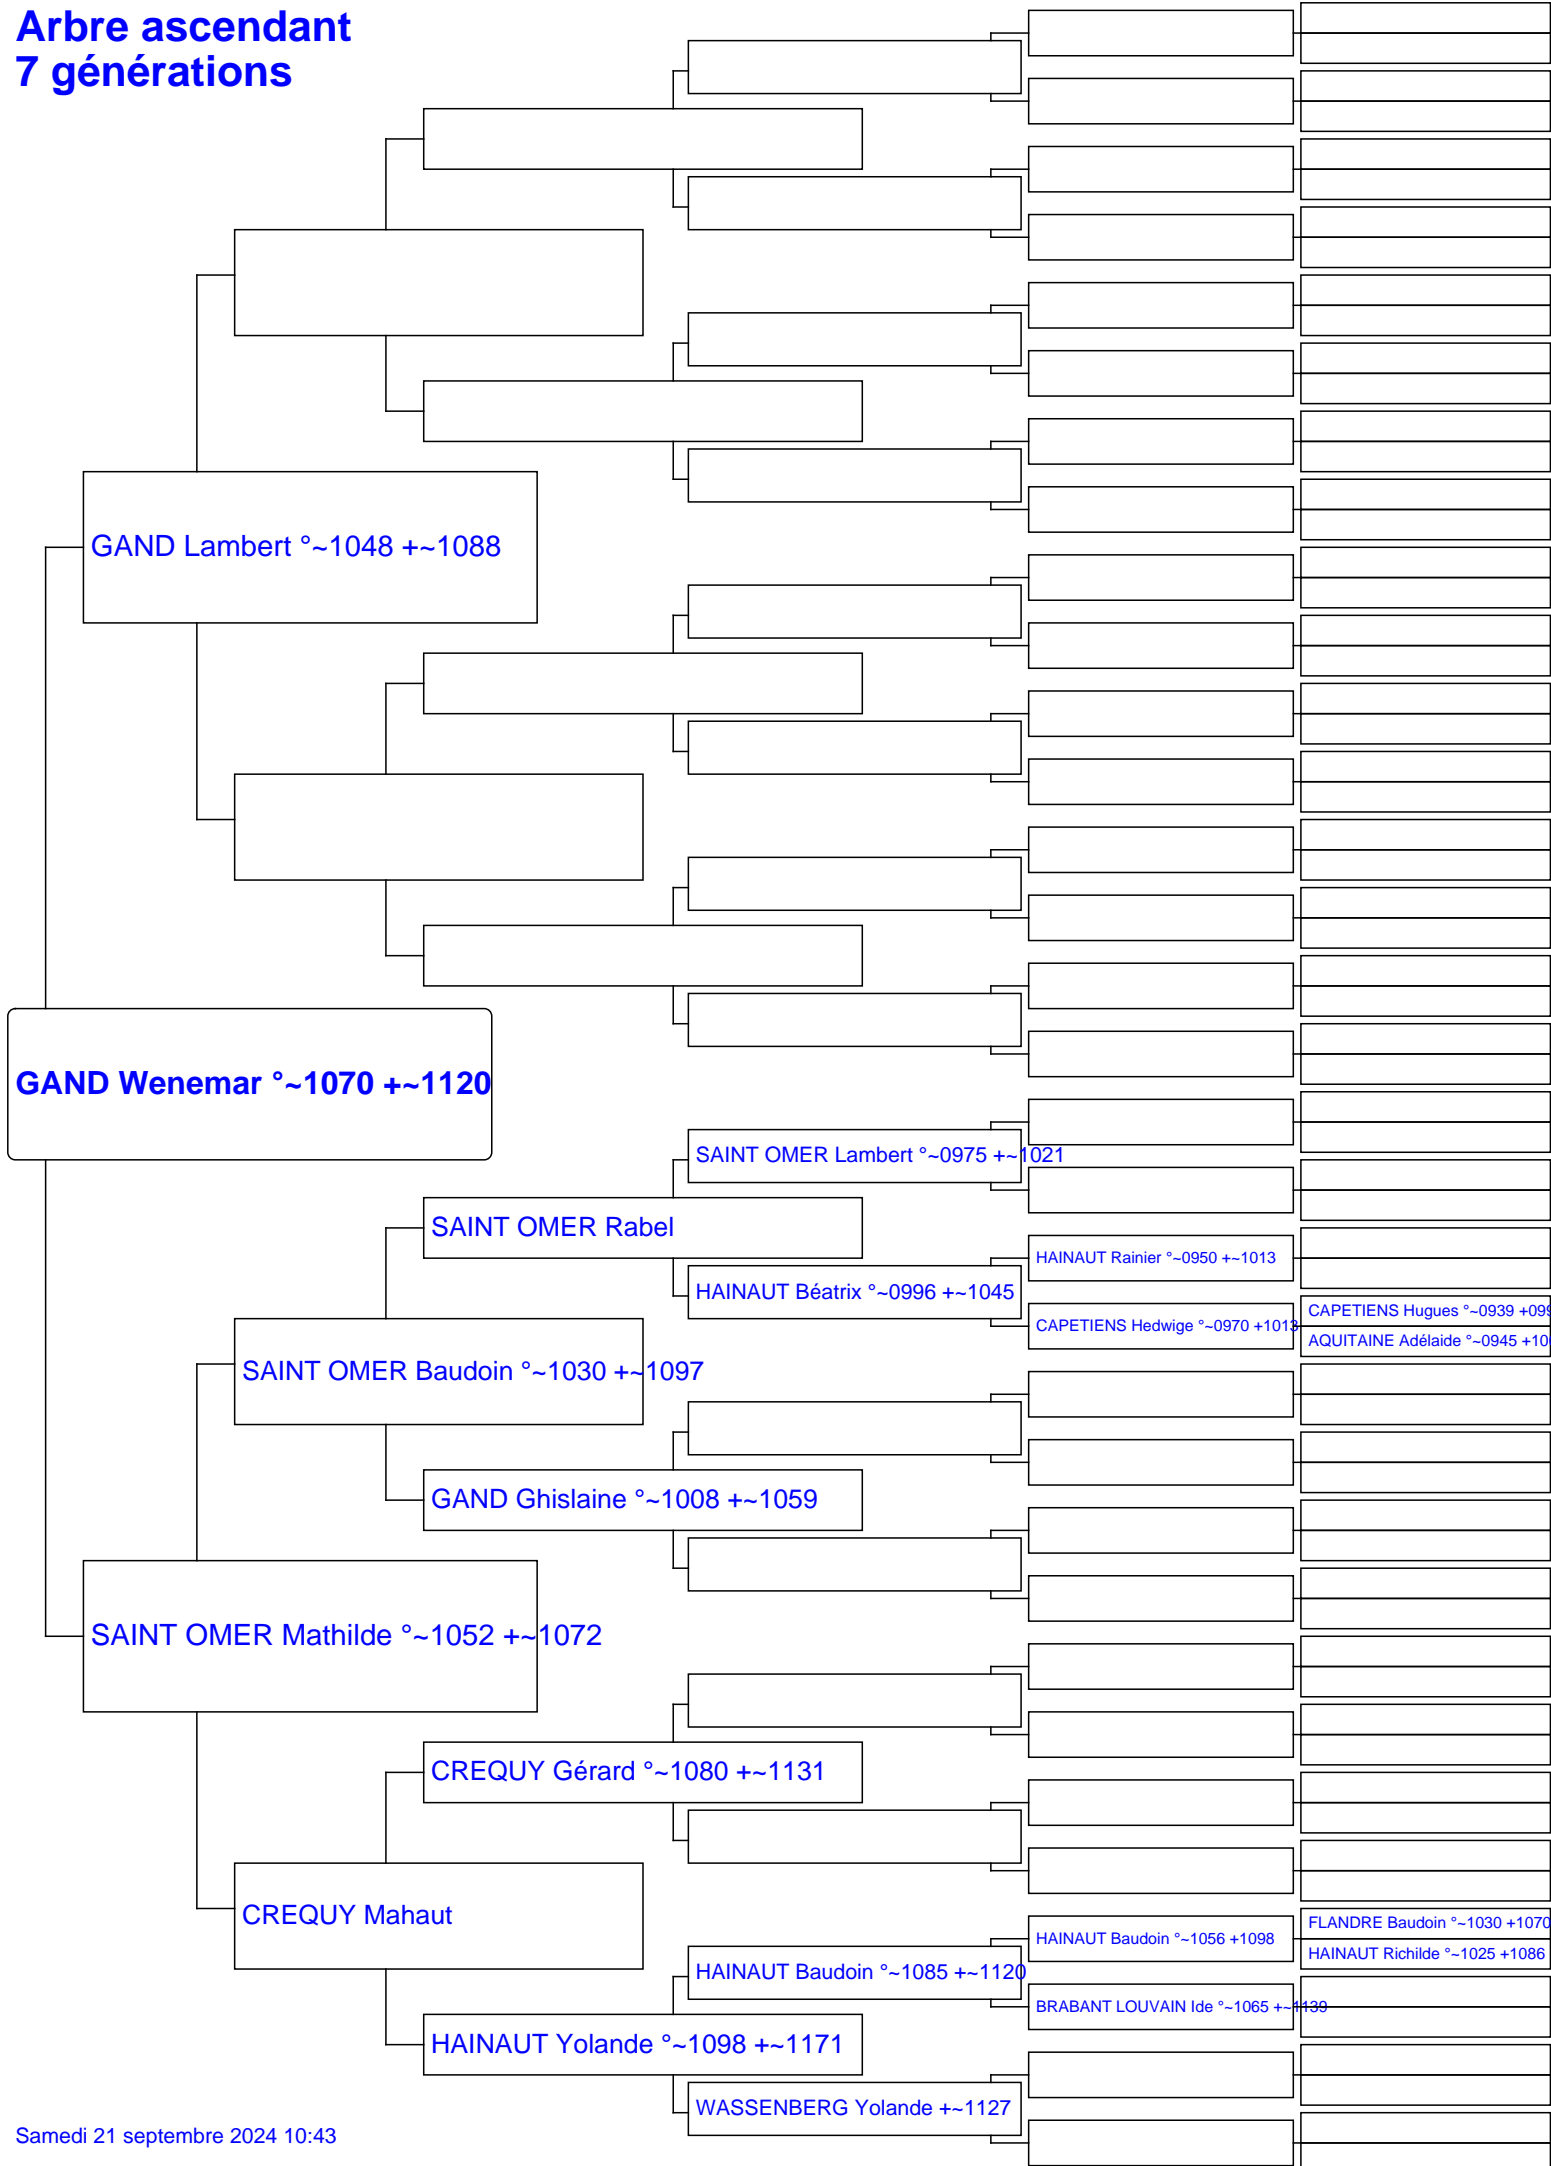 Arbre ascendant
7 générations
GAND Lambert °~1048 +~1088
GAND Wenemar °~1070 +~1120
SAINT OMER Lambert °~0975 +~1021
SAINT OMER Rabel
HAINAUT Rainier °~0950 +~1013
HAINAUT Béatrix °~0996 +~1045
CAPETIENS Hugues °~0939 +099
CAPETIENS Hedwige °~0970 +1013
AQUITAINE Adélaide °~0945 +10
SAINT OMER Baudoin °~1030 +~1097
GAND Ghislaine °~1008 +~1059
SAINT OMER Mathilde °~1052 +~1072
CREQUY Gérard °~1080 +~1131
CREQUY Mahaut
FLANDRE Baudoin °~1030 +1070
HAINAUT Baudoin °~1056 +1098
HAINAUT Richilde °~1025 +1086
HAINAUT Baudoin °~1085 +~1120
BRABANT LOUVAIN Ide °~1065 +~1139
HAINAUT Yolande °~1098 +~1171
WASSENBERG Yolande +~1127
Samedi 21 septembre 2024 10:43